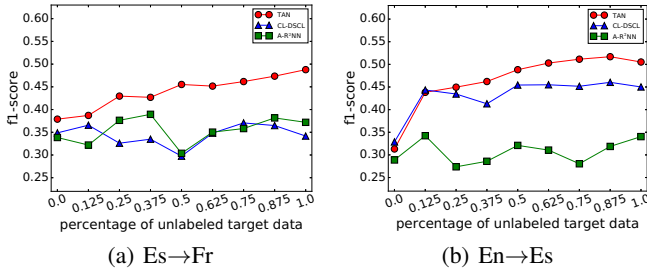 TAN
CL-DSCL
A-R²NN
0.60
0.55
0.50
0.45
0.40
0.35
0.30
0.25
f1-score
0.0 0.125 0.25 0.375 0.5 0.625 0.75 0.875 1.0
percentage of unlabeled target data
(a) Es→Fr
TAN
CL-DSCL
A-R²NN
0.60
0.55
0.50
0.45
0.40
0.35
0.30
0.25
f1-score
0.0 0.125 0.25 0.375 0.5 0.625 0.75 0.875 1.0
percentage of unlabeled target data
(b) En→Es